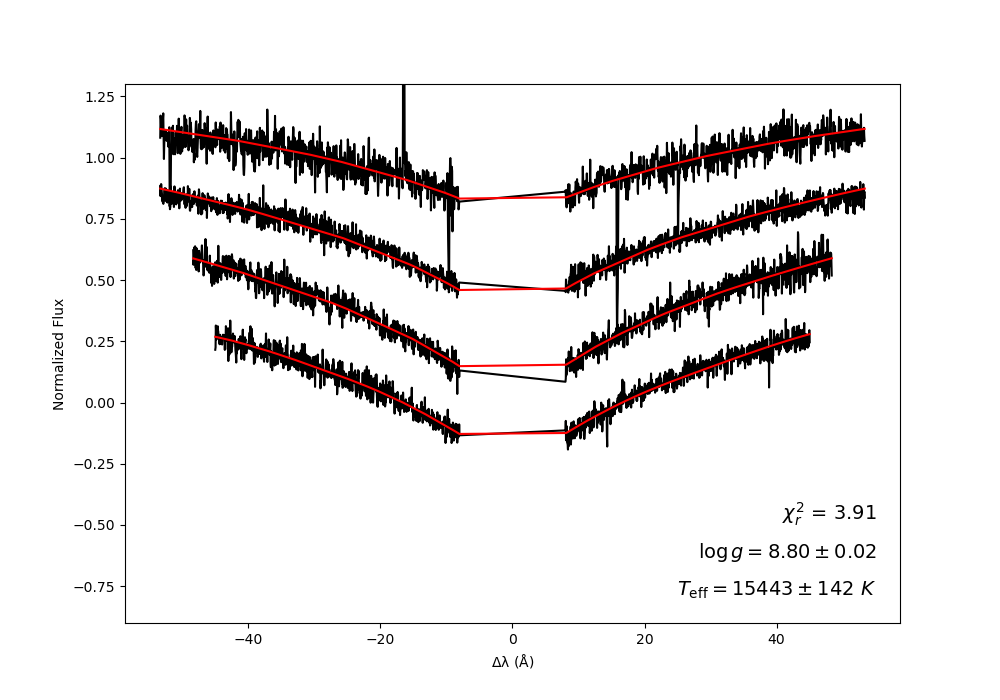 Normalized Flux
1.25
1.00
0.75
0.50
0.25
0.00
−0.25
−0.50
−0.75
χ²ᵣ = 3.91
log g = 8.80 ± 0.02
T_eff = 15443 ± 142 K
−40
−20
0
20
40
Δλ (Å)